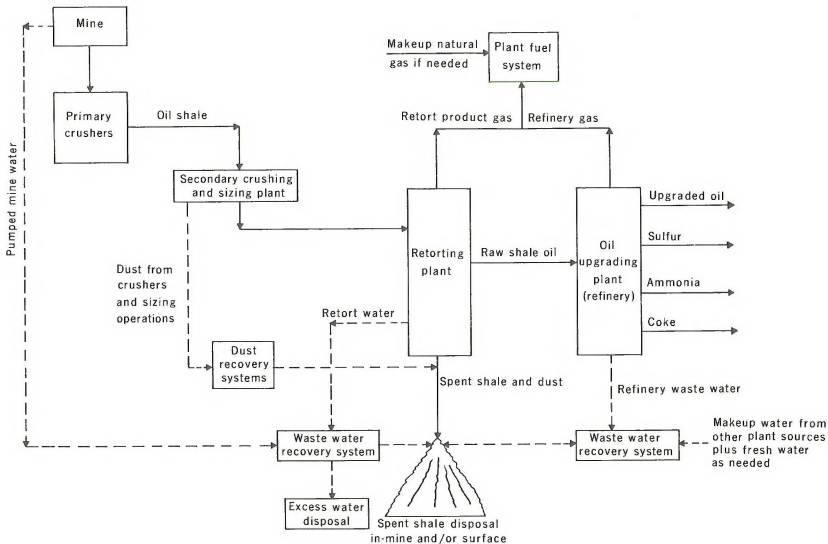 Mine
Makeup natural
gas if needed
Plant fuel
system
Primary
crushers
Oil shale
Retort product gas
Refinery gas
Pumped mine water
Secondary crushing
and sizing plant
Retorting
plant
Raw shale oil
Oil
upgrading
plant
(refinery)
Upgraded oil
Sulfur
Ammonia
Coke
Dust from
crushers
and sizing
operations
Retort water
Dust
recovery
systems
Spent shale and dust
Refinery waste water
Waste water
recovery system
Waste water
recovery system
Makeup water from
other plant sources
plus fresh water
as needed
Excess water
disposal
Spent shale disposal
in-mine and/or surface